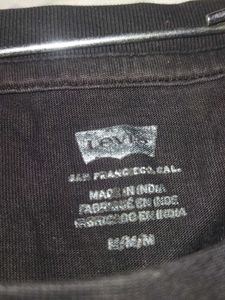 Levi's
SAN FRANCISCO, CAL.
MADE IN INDIA
FABRIQUÉ EN INDE
FABRICADO EN INDIA
M/M/M